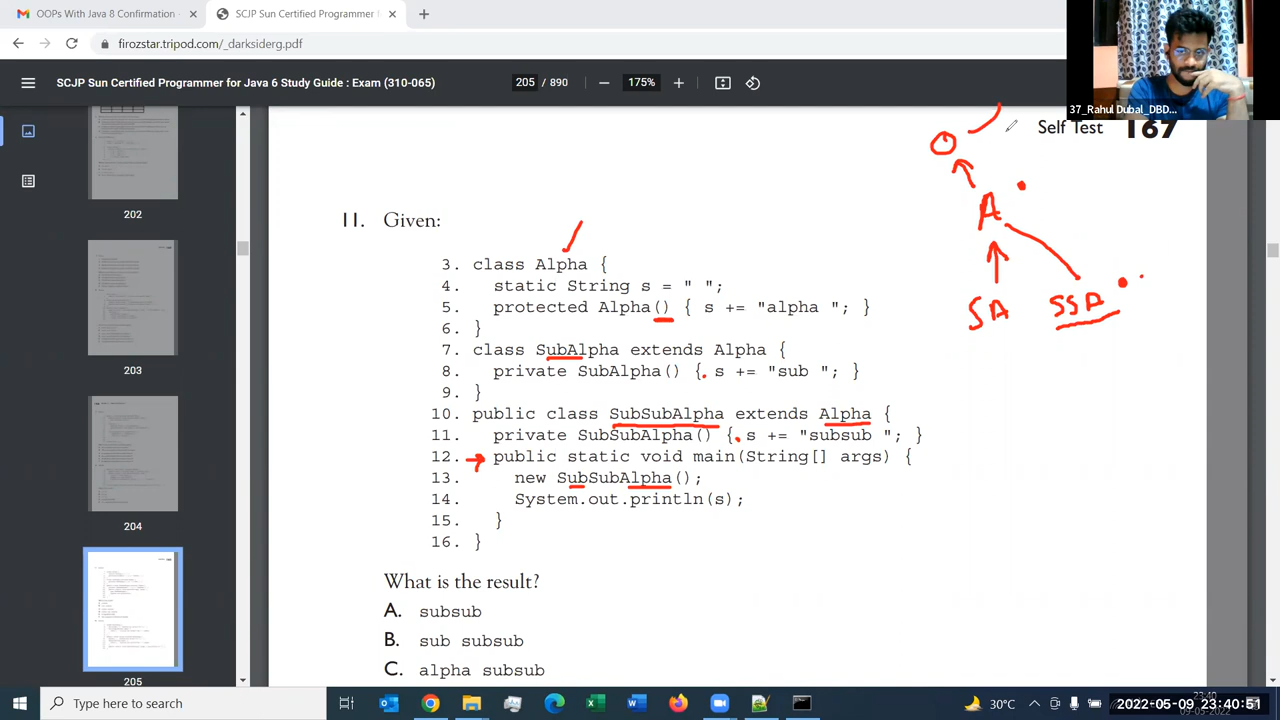 OOPs With Java 8 Confirmation
SCJP Sun Certified Programmer
firozstar.tripod.com/_darksiderg.pdf
SCJP Sun Certified Programmer for Java 6 Study Guide : Exam (310-065)
205 / 890
175%
37_Rahul Dubal_DBD...
202
203
204
205
Self Test 167
O
A
SA SSA
11. Given:
3. class Alpha {
4. static String s = " ";
5. protected Alpha() { s += "alpha "; }
6. }
7. class SubAlpha extends Alpha {
8. private SubAlpha() { s += "sub "; }
9. }
10. public class SubSubAlpha extends Alpha {
11. private SubSubAlpha() { s += "subsub "; }
12. public static void main(String[] args) {
13. new SubSubAlpha();
14. System.out.println(s);
15. }
16. }
What is the result?
A. subsub
B. sub subsub
C. alpha subsub
Type here to search
30°C
23:40
09-05-2022
2022-05-09 23:40:51